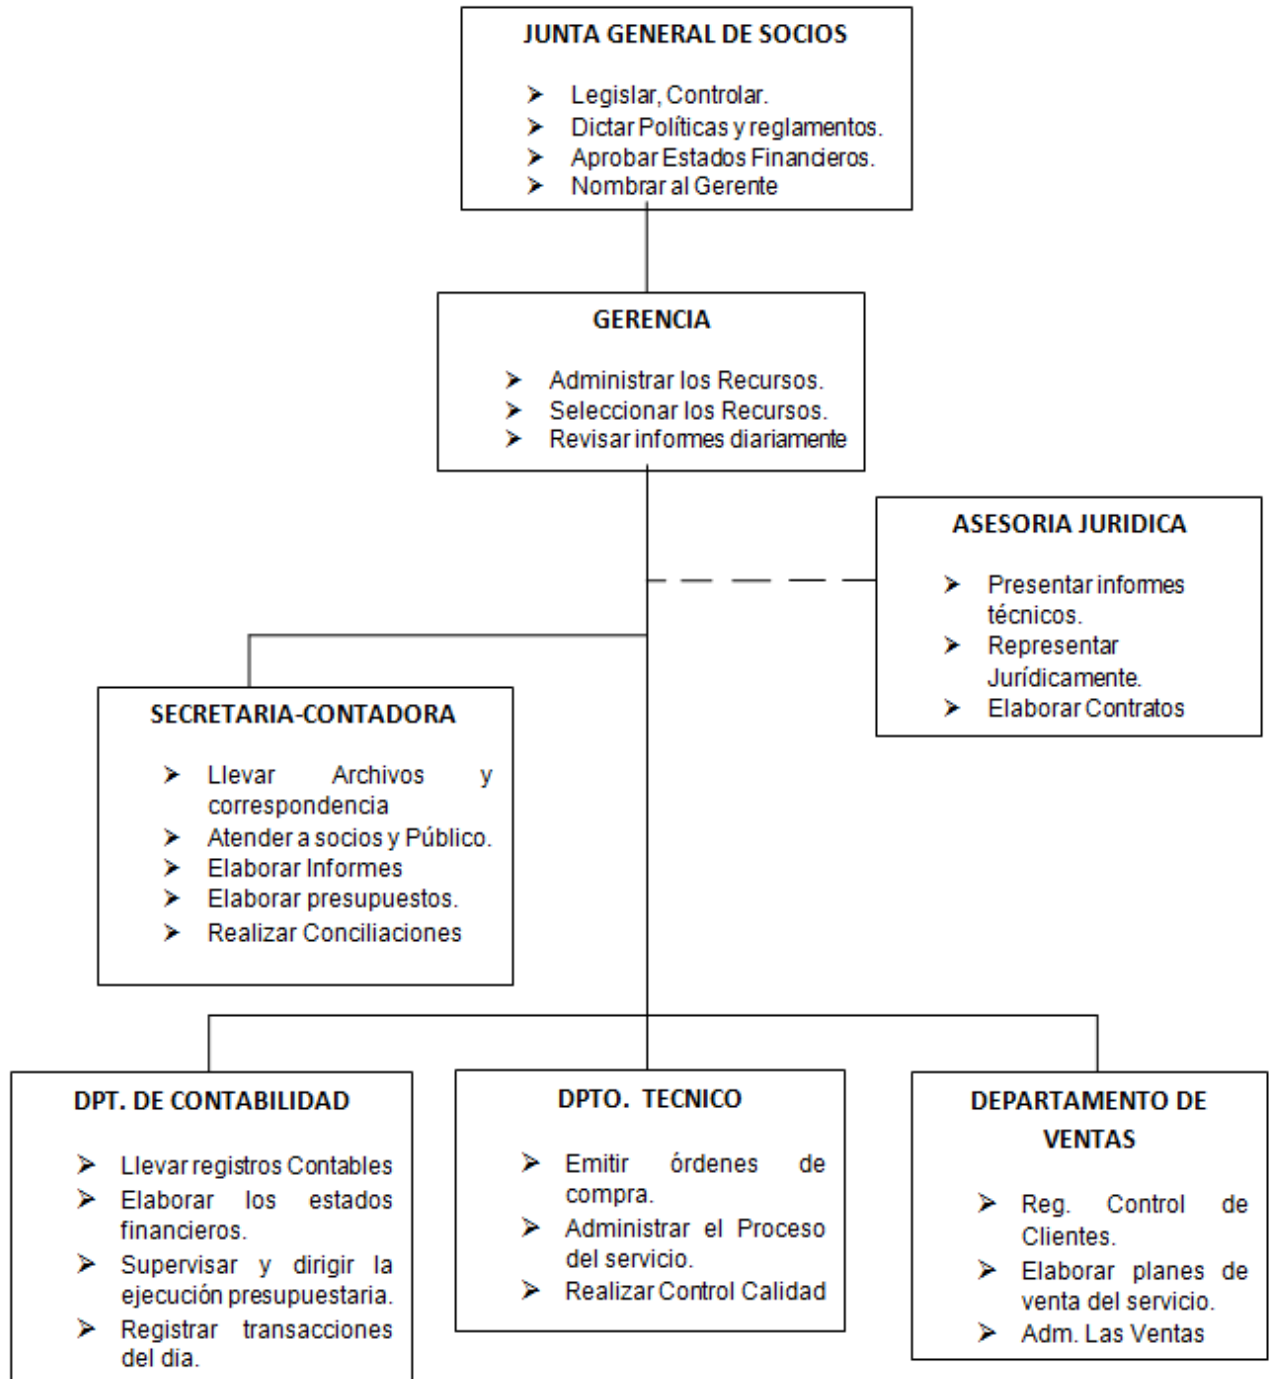 JUNTA GENERAL DE SOCIOS
➤ Legislar, Controlar.
➤ Dictar Políticas y reglamentos.
➤ Aprobar Estados Financieros.
➤ Nombrar al Gerente
GERENCIA
➤ Administrar los Recursos.
➤ Seleccionar los Recursos.
➤ Revisar informes diariamente
ASESORIA JURIDICA
➤ Presentar informes
técnicos.
➤ Representar
Jurídicamente.
➤ Elaborar Contratos
SECRETARIA-CONTADORA
➤ Llevar Archivos y
correspondencia
➤ Atender a socios y Público.
➤ Elaborar Informes
➤ Elaborar presupuestos.
➤ Realizar Conciliaciones
DPT. DE CONTABILIDAD
➤ Llevar registros Contables
➤ Elaborar los estados
financieros.
➤ Supervisar y dirigir la
ejecución presupuestaria.
➤ Registrar transacciones
del dia.
DPTO. TECNICO
➤ Emitir órdenes de
compra.
➤ Administrar el Proceso
del servicio.
➤ Realizar Control Calidad
DEPARTAMENTO DE
VENTAS
➤ Reg. Control de
Clientes.
➤ Elaborar planes de
venta del servicio.
➤ Adm. Las Ventas